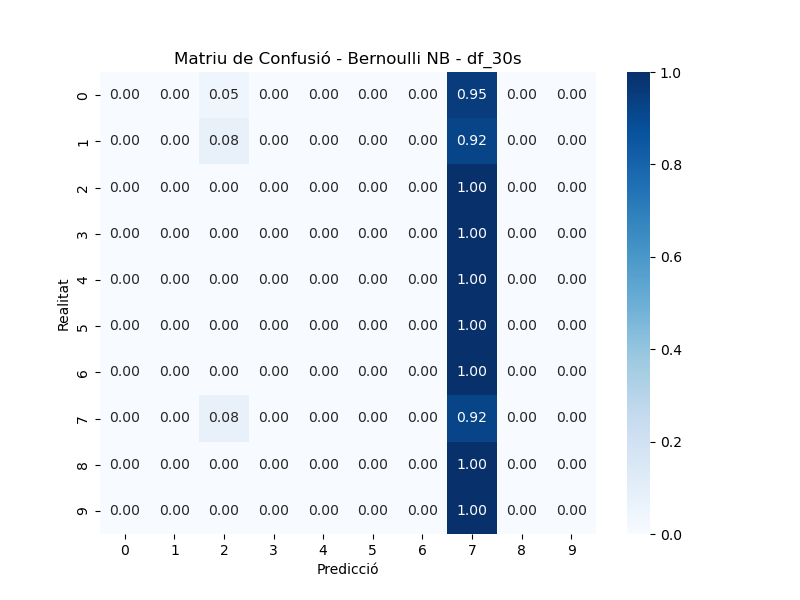 Matriu de Confusió - Bernoulli NB - df_30s
0 0.00 0.00 0.05 0.00 0.00 0.00 0.00 0.95 0.00 0.00
1 0.00 0.00 0.08 0.00 0.00 0.00 0.00 0.92 0.00 0.00
2 0.00 0.00 0.00 0.00 0.00 0.00 0.00 1.00 0.00 0.00
3 0.00 0.00 0.00 0.00 0.00 0.00 0.00 1.00 0.00 0.00
4 0.00 0.00 0.00 0.00 0.00 0.00 0.00 1.00 0.00 0.00
5 0.00 0.00 0.00 0.00 0.00 0.00 0.00 1.00 0.00 0.00
6 0.00 0.00 0.00 0.00 0.00 0.00 0.00 1.00 0.00 0.00
7 0.00 0.00 0.08 0.00 0.00 0.00 0.00 0.92 0.00 0.00
8 0.00 0.00 0.00 0.00 0.00 0.00 0.00 1.00 0.00 0.00
9 0.00 0.00 0.00 0.00 0.00 0.00 0.00 1.00 0.00 0.00
0 1 2 3 4 5 6 7 8 9
Predicció
Realitat
1.0
0.8
0.6
0.4
0.2
0.0